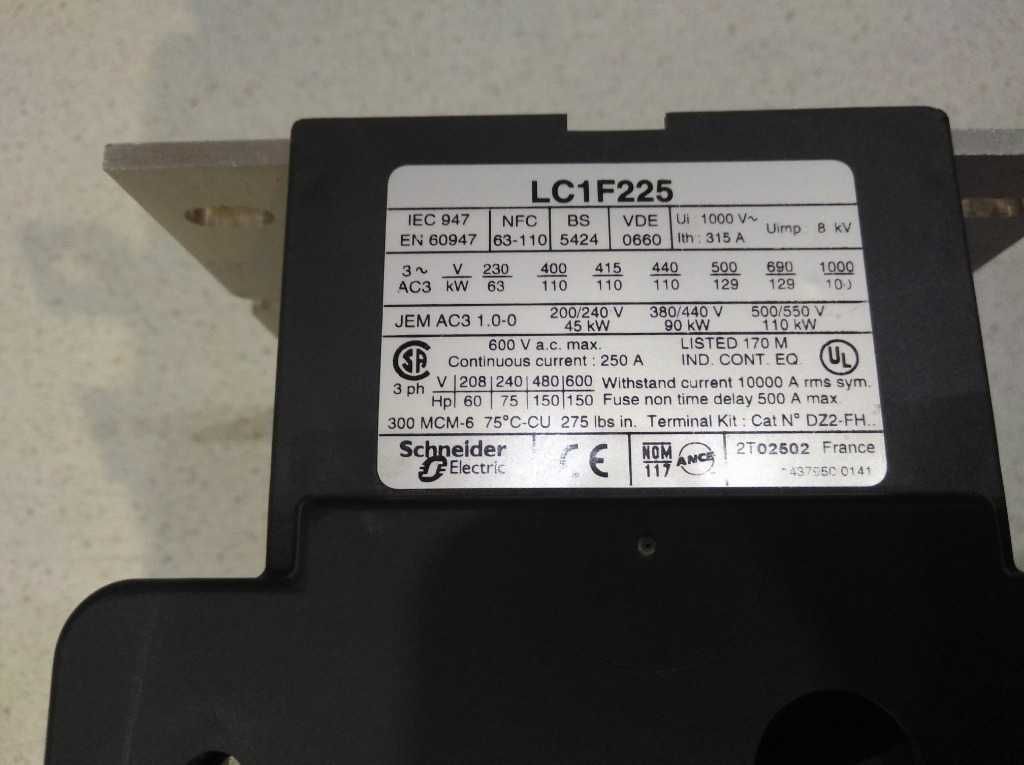 LC1F225
IEC 947 NFC BS VDE Ui : 1000 V~ Uimp : 8 kV
EN 60947 63-110 5424 0660 Ith : 315 A
3~ V 230 400 415 440 500 690 1000
AC3 kW 63 110 110 110 129 129
JEM AC3 1.0-0 200/240 V 380/440 V 500/550 V
45 kW 90 kW 110 kW
CSA 600 V a.c. max. LISTED 170 M UL
Continuous current : 250 A IND. CONT. EQ.
3 ph V 208 240 480 600 Withstand current 10000 A rms sym.
Hp 60 75 150 150 Fuse non time delay 500 A max.
300 MCM-6 75°C-CU 275 lbs in. Terminal Kit : Cat N° DZ2-FH..
Schneider CE NOM ANCE 2T02502 France
Electric 117 0141